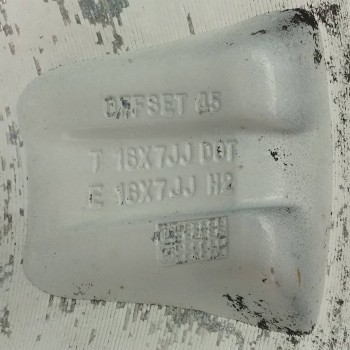 OFFSET 45
T 16X7JJ DOT
E 16X7JJ H2